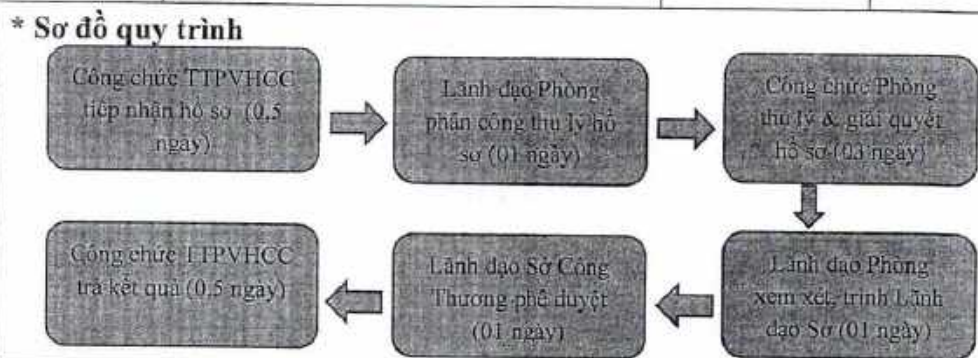 * Sơ đồ quy trình
Công chức TTPVHCC
tiếp nhận hồ sơ (0,5
ngày)
Lãnh đạo Phòng
phân công thụ lý hồ
sơ (01 ngày)
Công chức Phòng
thụ lý & giải quyết
hồ sơ (03 ngày)
Lãnh đạo Phòng
xem xét, trình Lãnh
đạo Sở (01 ngày)
Lãnh đạo Sở Công
Thương phê duyệt
(01 ngày)
Công chức TTPVHCC
trả kết quả (0,5 ngày)